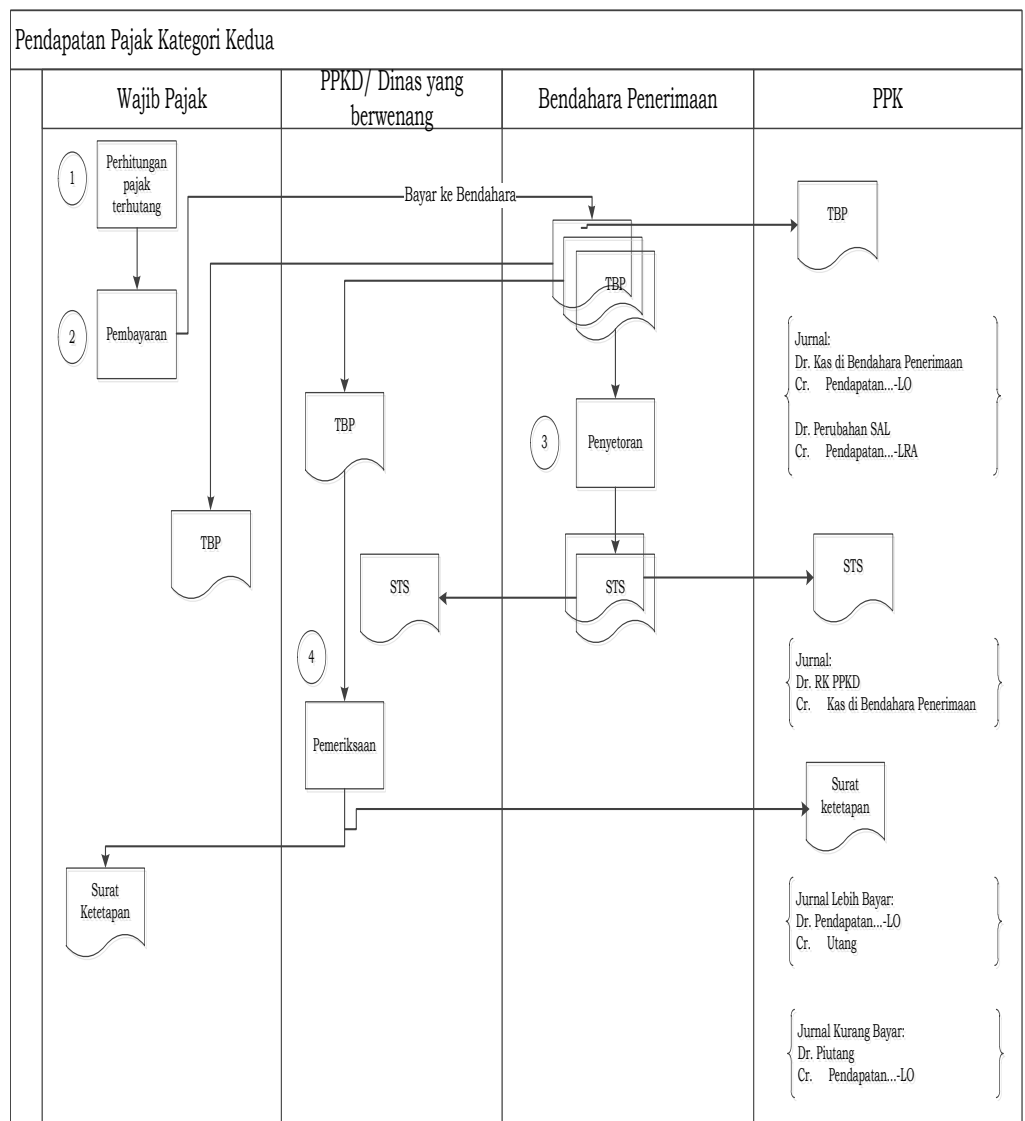 Pendapatan Pajak Kategori Kedua
Wajib Pajak
PPKD/ Dinas yang
berwenang
Bendahara Penerimaan
PPK
1
Perhitungan
pajak
terhutang
Bayar ke Bendahara
TBP
TBP
2
Pembayaran
Jurnal:
Dr. Kas di Bendahara Penerimaan
Cr. Pendapatan...-LO
Dr. Perubahan SAL
Cr. Pendapatan...-LRA
TBP
3
Penyetoran
TBP
STS
STS
STS
4
Jurnal:
Dr. RK PPKD
Cr. Kas di Bendahara Penerimaan
Pemeriksaan
Surat
ketetapan
Surat
Ketetapan
Jurnal Lebih Bayar:
Dr. Pendapatan...-LO
Cr. Utang
Jurnal Kurang Bayar:
Dr. Piutang
Cr. Pendapatan...-LO